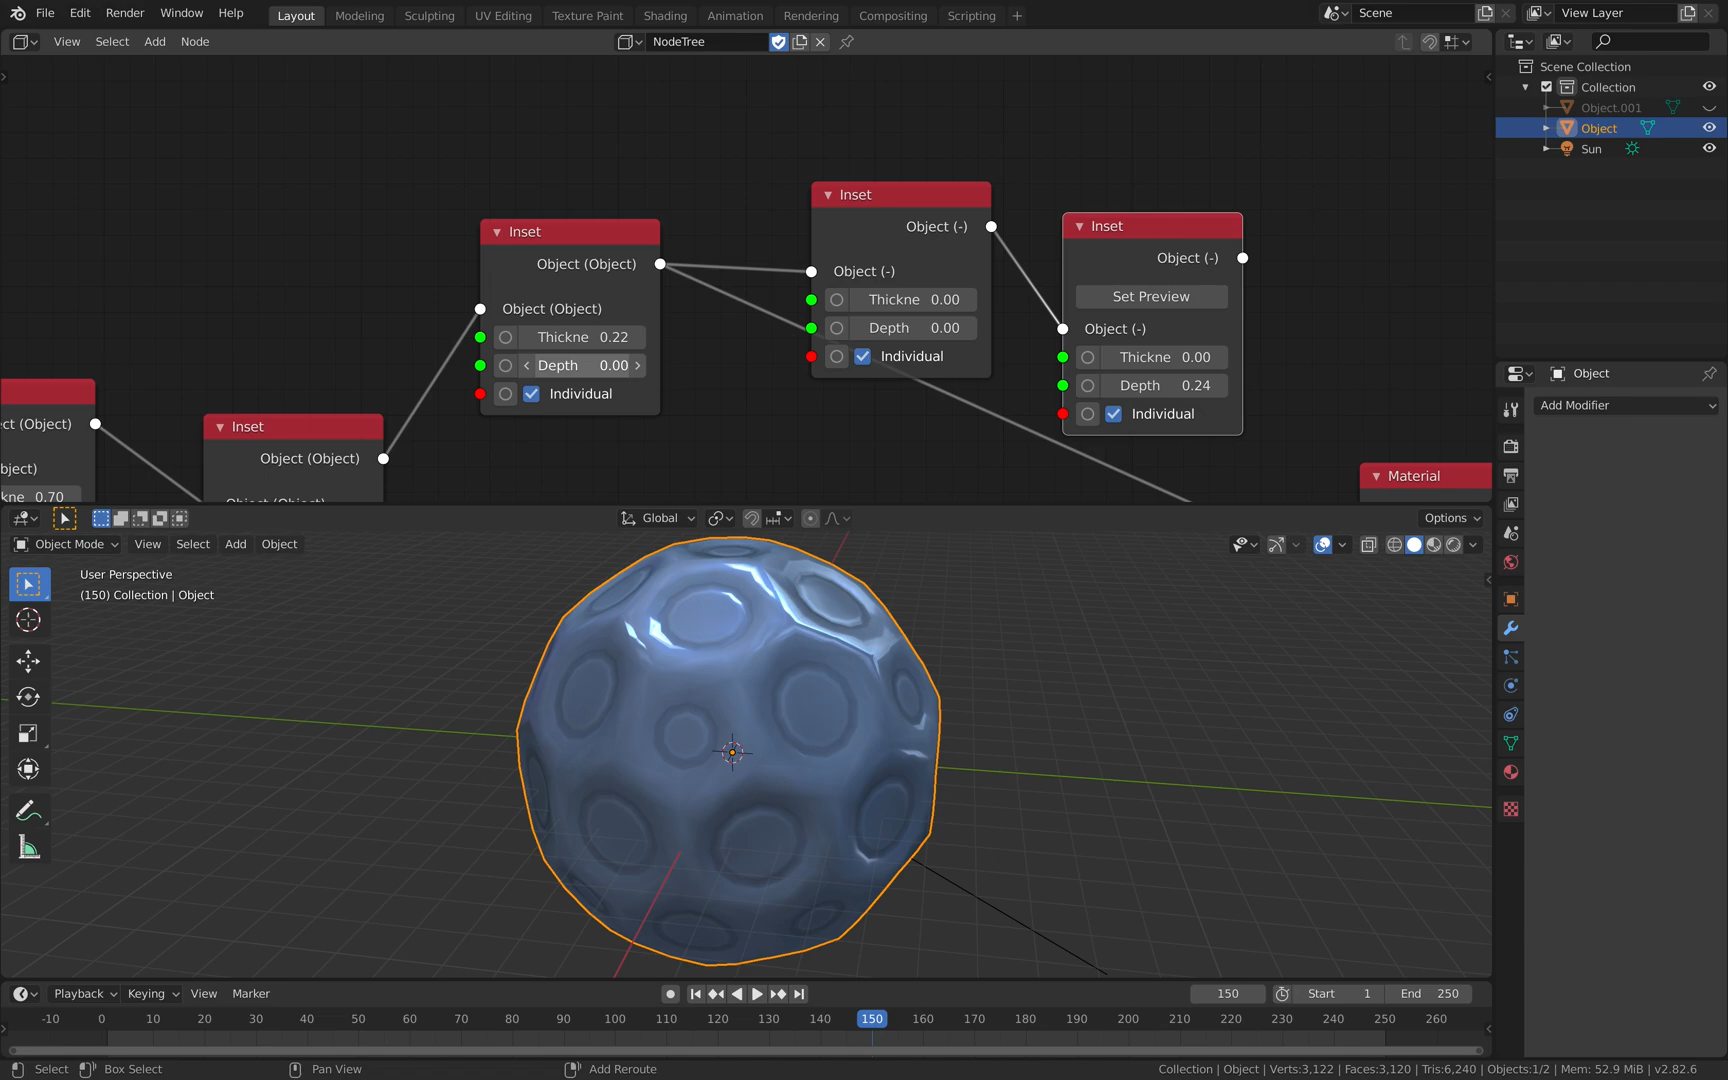 File Edit Render Window Help Layout Modeling Sculpting UV Editing Texture Paint Shading Animation Rendering Compositing Scripting + Scene View Layer
View Select Add Node NodeTree
Scene Collection
Collection
Object.001
Object
Sun
Inset
Object (-)
Object (-)
Thickne 0.00
Depth 0.00
Individual
Inset
Object (-)
Set Preview
Object (-)
Thickne 0.00
Depth 0.24
Individual
Inset
Object (Object)
Object (Object)
Thickne 0.22
Depth 0.00
Individual
ct (Object)
bject)
kne 0.70
Inset
Object (Object)
Object (Object)
Material
Object
Add Modifier
Global Options
Object Mode View Select Add Object
User Perspective
(150) Collection | Object
Playback Keying View Marker 150 Start 1 End 250
-10 0 10 20 30 40 50 60 70 80 90 100 110 120 130 140 150 160 170 180 190 200 210 220 230 240 250 260
Select Box Select Pan View Add Reroute Collection | Object | Verts:3,122 | Faces:3,120 | Tris:6,240 | Objects:1/2 | Mem: 52.9 MiB | v2.82.6